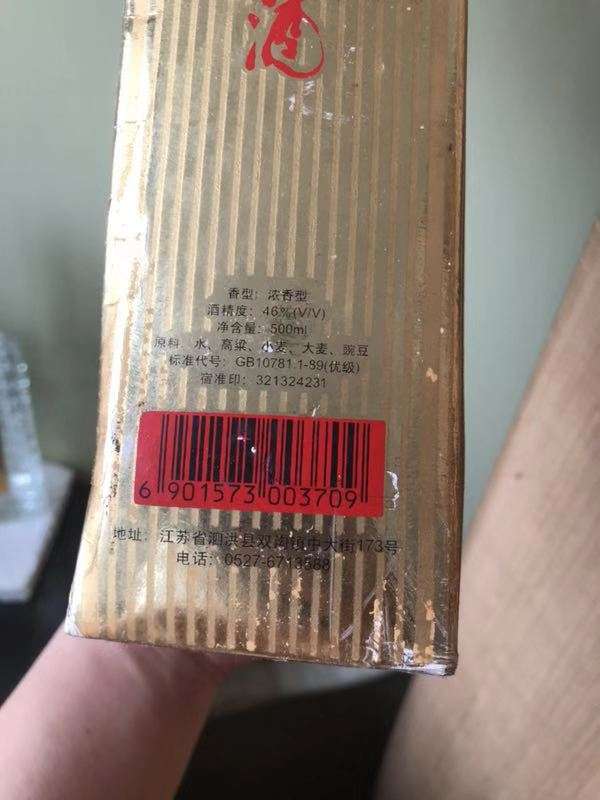 酒
香型：浓香型
酒精度：46%(V/V)
净含量：500ml
原料：水、高粱、小麦、大麦、豌豆
标准代号：GB10781.1-89(优级)
宿准印：321324231
6 901573 003709
地址：江苏省泗洪县双沟镇中大街173号
电话：0527-6713588